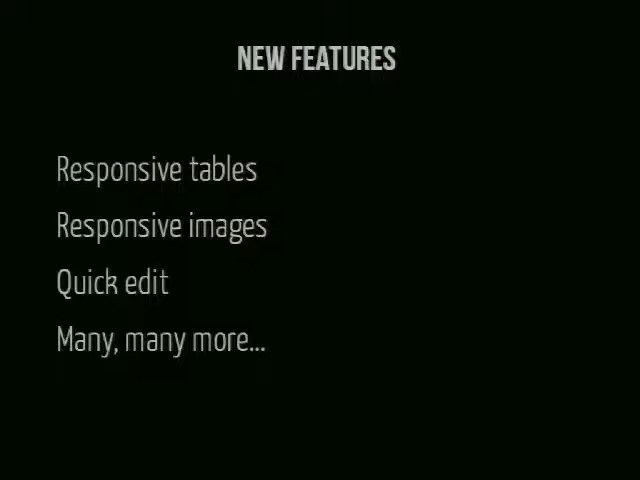 NEW FEATURES
Responsive tables
Responsive images
Quick edit
Many, many more...